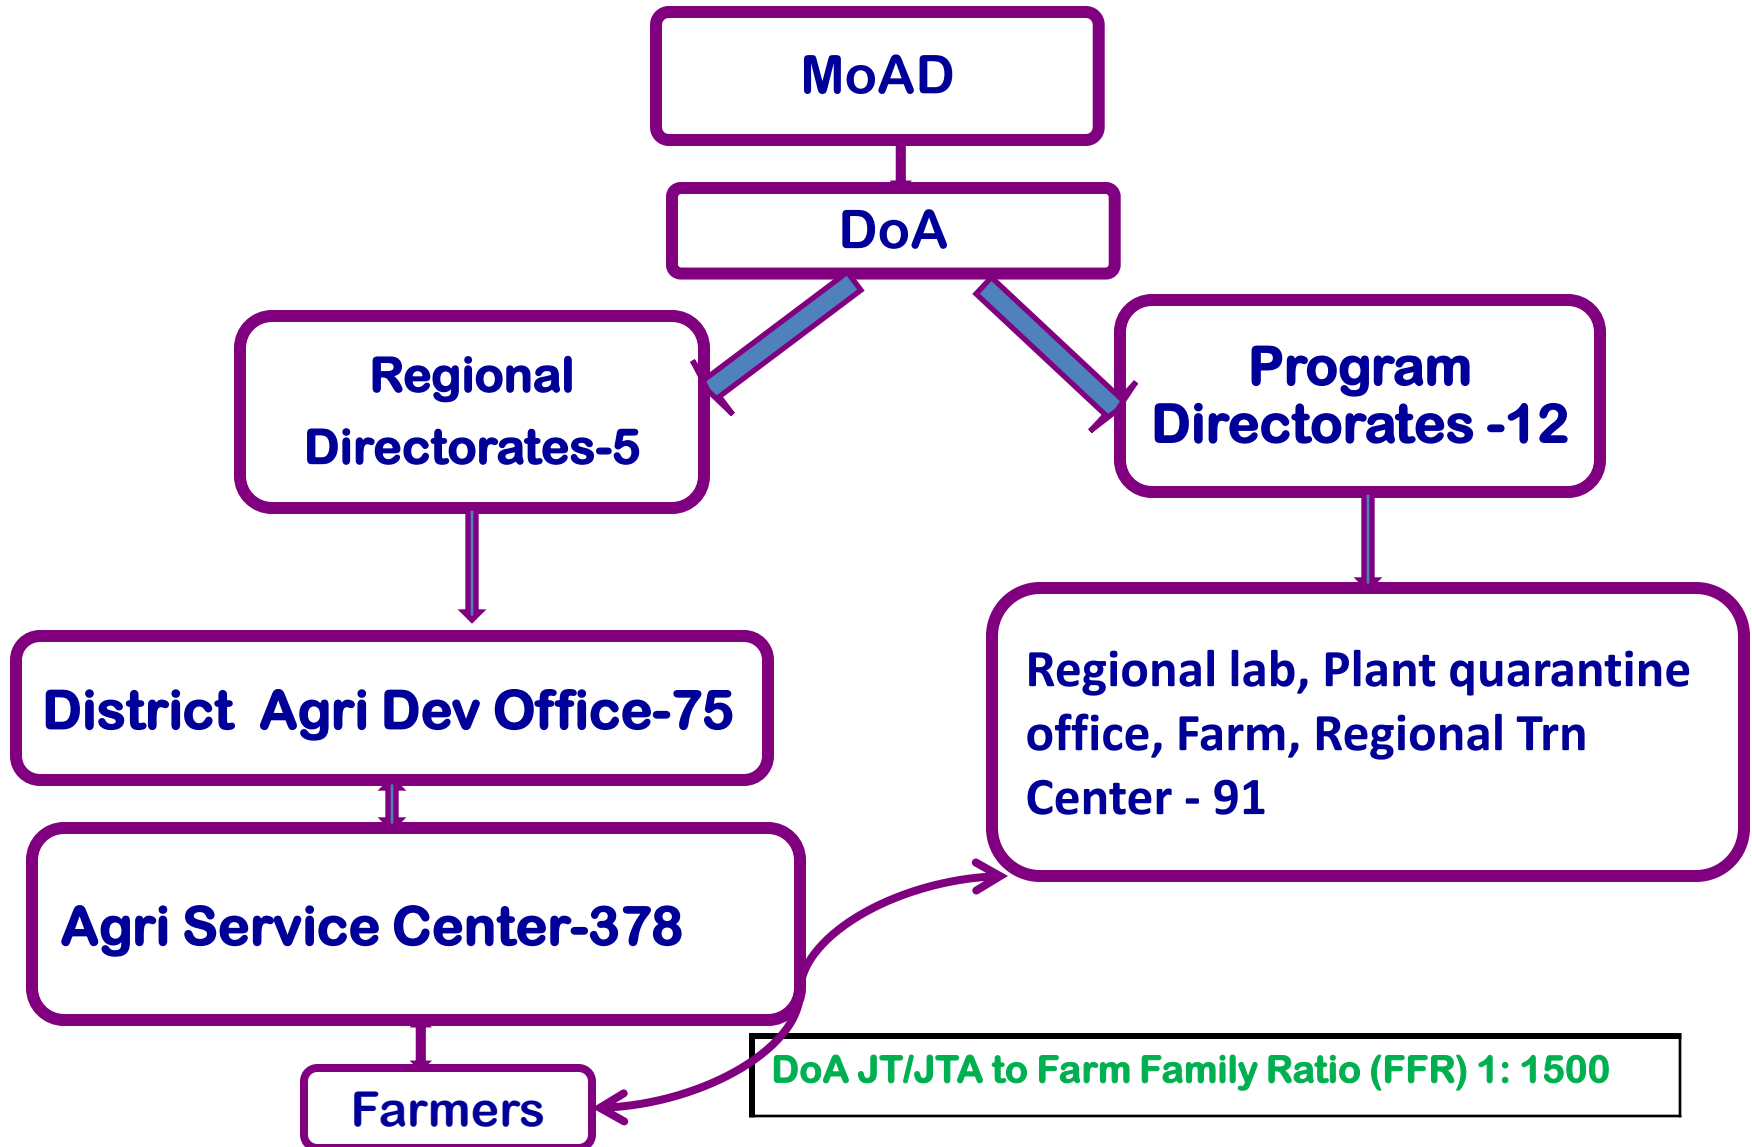 MoAD
DoA
Regional
Directorates-5
Program
Directorates -12
District Agri Dev Office-75
Regional lab, Plant quarantine
office, Farm, Regional Trn
Center - 91
Agri Service Center-378
DoA JT/JTA to Farm Family Ratio (FFR) 1: 1500
Farmers